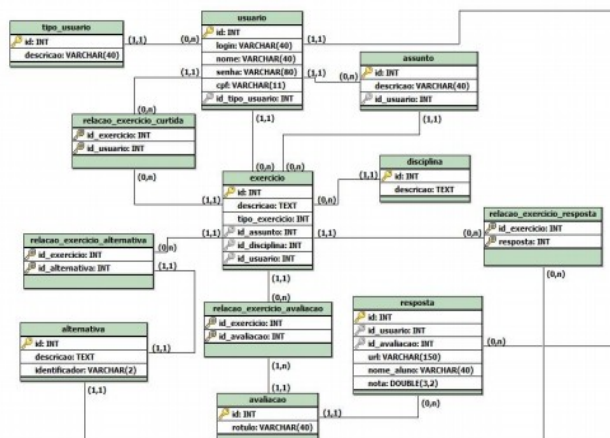 usuario
id: INT
login: VARCHAR(40)
nome: VARCHAR(40)
senha: VARCHAR(80)
cpf: VARCHAR(11)
id_tipo_usuario: INT
tipo_usuario
id: INT
descricao: VARCHAR(40)
(1,1)
(0,n)
(1,1)
(1,1)
(1,1)
(0,n)
(1,1)
assunto
id: INT
descricao: VARCHAR(40)
id_usuario: INT
(0,n)
relacao_exercicio_curtida
id_exercicio: INT
id_usuario: INT
(0,n)
(1,1)
(0,n)
(0,n)
(1,1)
exercicio
id: INT
descricao: TEXT
tipo_exercicio: INT
id_assunto: INT
id_disciplina: INT
id_usuario: INT
(1,1)
(0,n)
disciplina
id: INT
descricao: TEXT
relacao_exercicio_resposta
id_exercicio: INT
resposta: INT
(1,1)
(0,n)
(0,n)
relacao_exercicio_alternativa
id_exercicio: INT
id_alternativa: INT
(1,1)
(0,n)
(1,1)
(1,1)
(0,n)
relacao_exercicio_avaliacao
id_exercicio: INT
id_avaliacao: INT
(1,n)
(1,1)
resposta
id: INT
id_usuario: INT
id_avaliacao: INT
url: VARCHAR(150)
nome_aluno: VARCHAR(40)
nota: DOUBLE(3,2)
(0,n)
(0,n)
alternativa
id: INT
descricao: TEXT
identificador: VARCHAR(2)
(1,1)
(1,1)
avaliacao
id: INT
rotulo: VARCHAR(40)
(1,1)